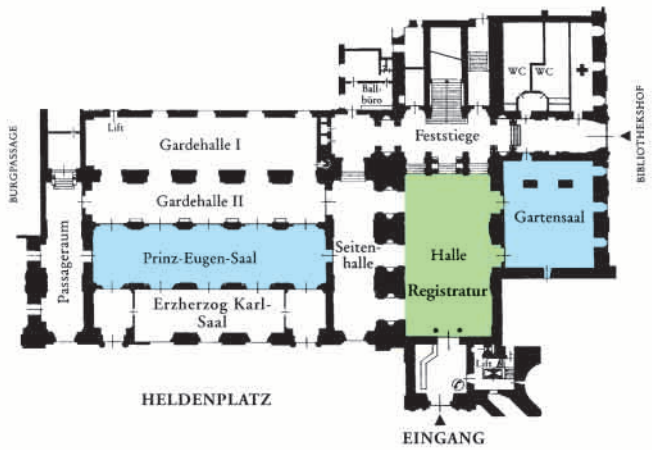 WC WC
Ball-
büro
Lift
Feststiege
Gardehalle I
BURGPASSAGE
BIBLIOTHEKSHOF
Gardehalle II
Gartensaal
Passageraum
Prinz-Eugen-Saal
Seiten-
halle
Halle
Registratur
Erzherzog Karl-
Saal
Lift
HELDENPLATZ
EINGANG